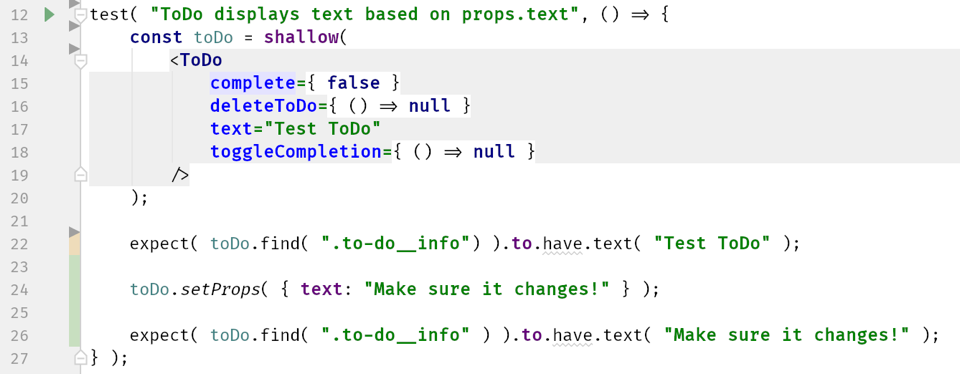 12 test( "ToDo displays text based on props.text", () => {
13 const toDo = shallow(
14 <ToDo
15 complete={ false }
16 deleteToDo={ () => null }
17 text="Test ToDo"
18 toggleCompletion={ () => null }
19 />
20 );
21
22 expect( toDo.find( ".to-do__info") ).to.have.text( "Test ToDo" );
23
24 toDo.setProps( { text: "Make sure it changes!" } );
25
26 expect( toDo.find( ".to-do__info" ) ).to.have.text( "Make sure it changes!" );
27 } );